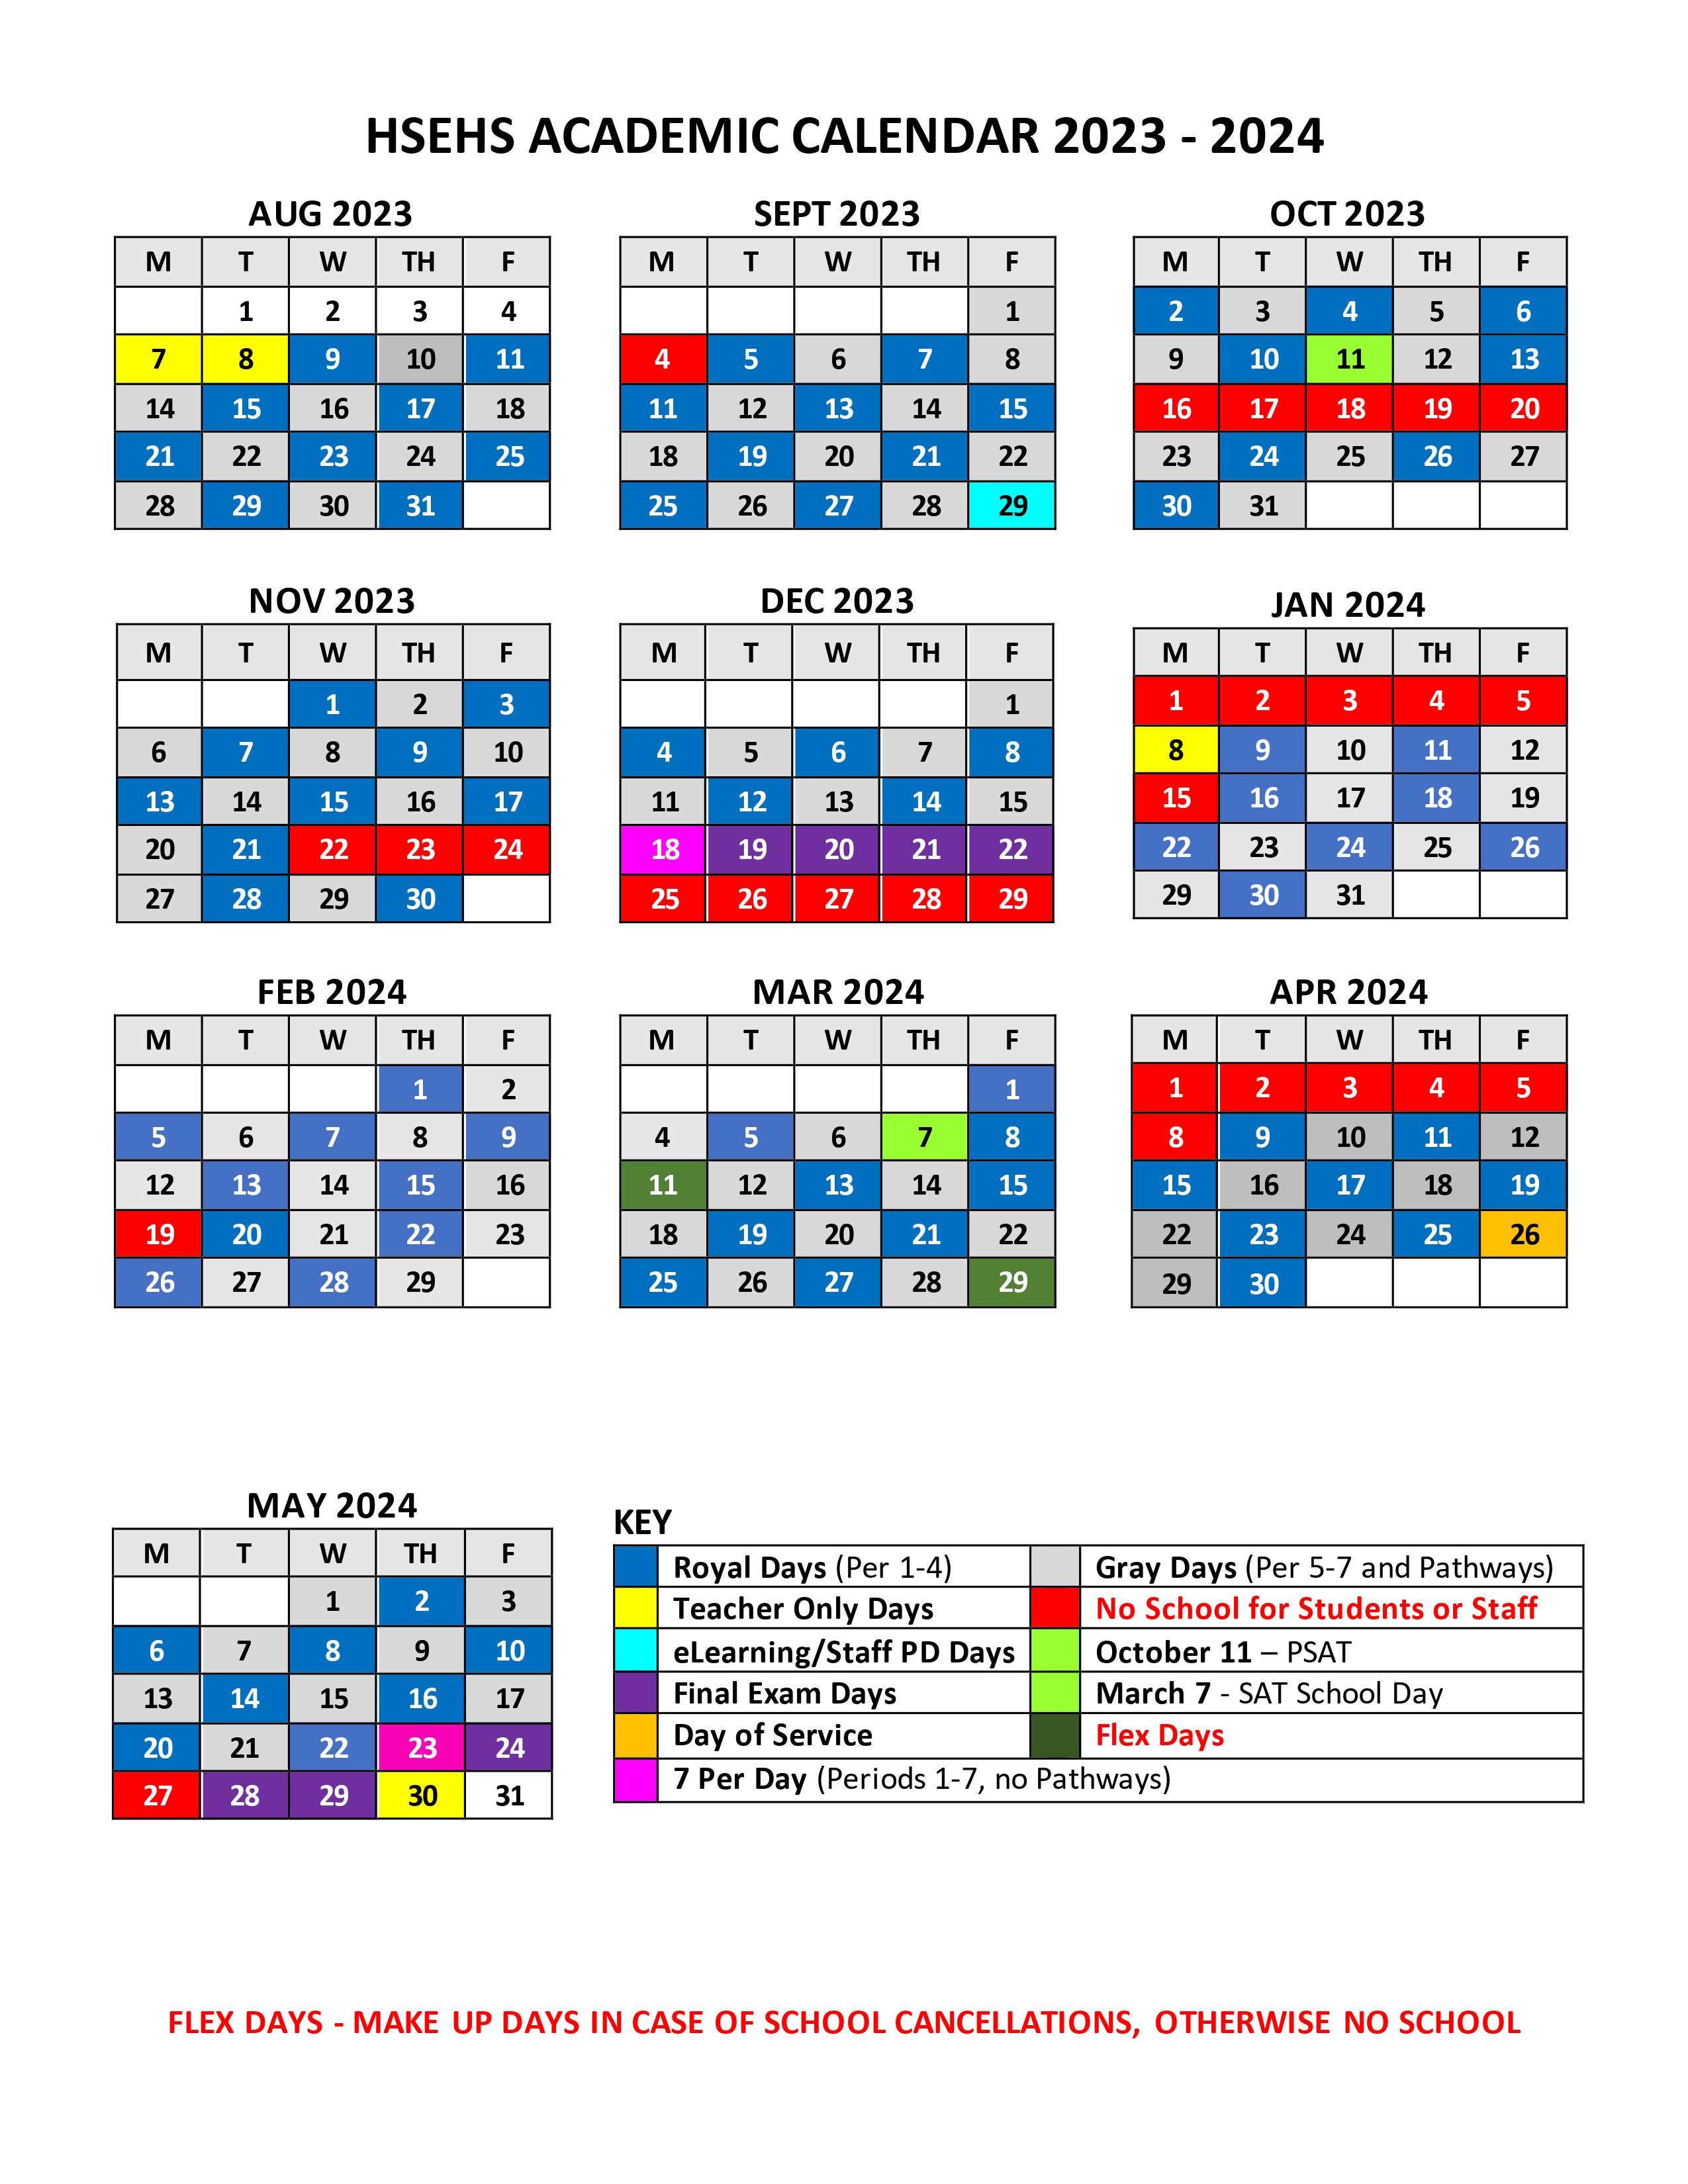 HSEHS ACADEMIC CALENDAR 2023 - 2024
AUG 2023
M T W TH F
1 2 3 4
7 8 9 10 11
14 15 16 17 18
21 22 23 24 25
28 29 30 31
SEPT 2023
M T W TH F
1
4 5 6 7 8
11 12 13 14 15
18 19 20 21 22
25 26 27 28 29
OCT 2023
M T W TH F
2 3 4 5 6
9 10 11 12 13
16 17 18 19 20
23 24 25 26 27
30 31
NOV 2023
M T W TH F
1 2 3
6 7 8 9 10
13 14 15 16 17
20 21 22 23 24
27 28 29 30
DEC 2023
M T W TH F
1
4 5 6 7 8
11 12 13 14 15
18 19 20 21 22
25 26 27 28 29
JAN 2024
M T W TH F
1 2 3 4 5
8 9 10 11 12
15 16 17 18 19
22 23 24 25 26
29 30 31
FEB 2024
M T W TH F
1 2
5 6 7 8 9
12 13 14 15 16
19 20 21 22 23
26 27 28 29
MAR 2024
M T W TH F
1
4 5 6 7 8
11 12 13 14 15
18 19 20 21 22
25 26 27 28 29
APR 2024
M T W TH F
1 2 3 4 5
8 9 10 11 12
15 16 17 18 19
22 23 24 25 26
29 30
MAY 2024
M T W TH F
1 2 3
6 7 8 9 10
13 14 15 16 17
20 21 22 23 24
27 28 29 30 31
KEY
Royal Days (Per 1-4) Gray Days (Per 5-7 and Pathways)
Teacher Only Days No School for Students or Staff
eLearning/Staff PD Days October 11 – PSAT
Final Exam Days March 7 - SAT School Day
Day of Service Flex Days
7 Per Day (Periods 1-7, no Pathways)
FLEX DAYS - MAKE UP DAYS IN CASE OF SCHOOL CANCELLATIONS, OTHERWISE NO SCHOOL